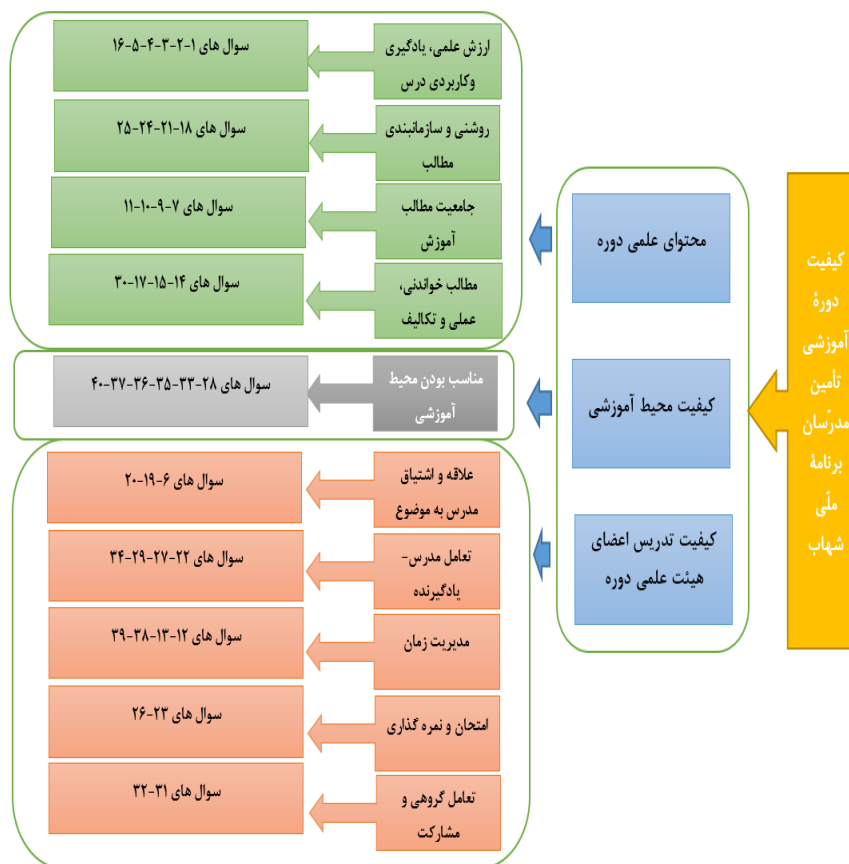 کیفیت
دورۀ
آموزشی
تأمین
مدرّسان
برنامۀ
ملّی
شهاب
محتوای علمی دوره
کیفیت محیط آموزشی
کیفیت تدریس اعضای
هیئت علمی دوره
ارزش علمی، یادگیری
وکاربردی درس
سوال های ۱-۲-۳-۴-۵-۱۶
روشنی و سازمانبندی
مطالب
سوال های ۱۸-۲۱-۲۴-۲۵
جامعیت مطالب
آموزش
سوال های ۷-۹-۱۰-۱۱
مطالب خواندنی،
عملی و تکالیف
سوال های ۱۴-۱۵-۱۷-۳۰
مناسب بودن محیط
آموزشی
سوال های ۲۸-۳۳-۳۵-۳۶-۳۷-۴۰
علاقه و اشتیاق
مدرس به موضوع
سوال های ۶-۱۹-۲۰
تعامل مدرس-
یادگیرنده
سوال های ۲۲-۲۷-۲۹-۳۴
مدیریت زمان
سوال های ۱۲-۱۳-۳۸-۳۹
امتحان و نمره گذاری
سوال های ۲۳-۲۶
تعامل گروهی و
مشارکت
سوال های ۳۱-۳۲